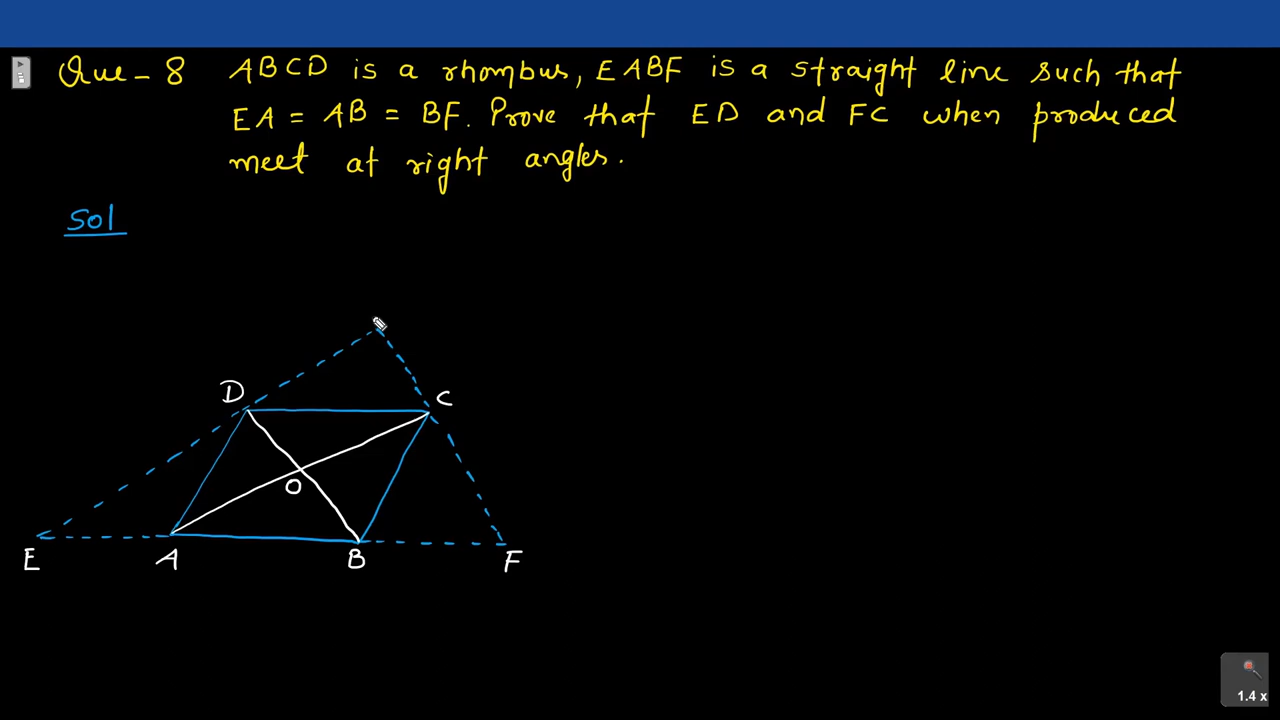 Que - 8 ABCD is a rhombus, EABF is a straight line such that
EA = AB = BF. Prove that ED and FC when produced
meet at right angles.
Sol
D
C
O
E
A
B
F
1.4 x